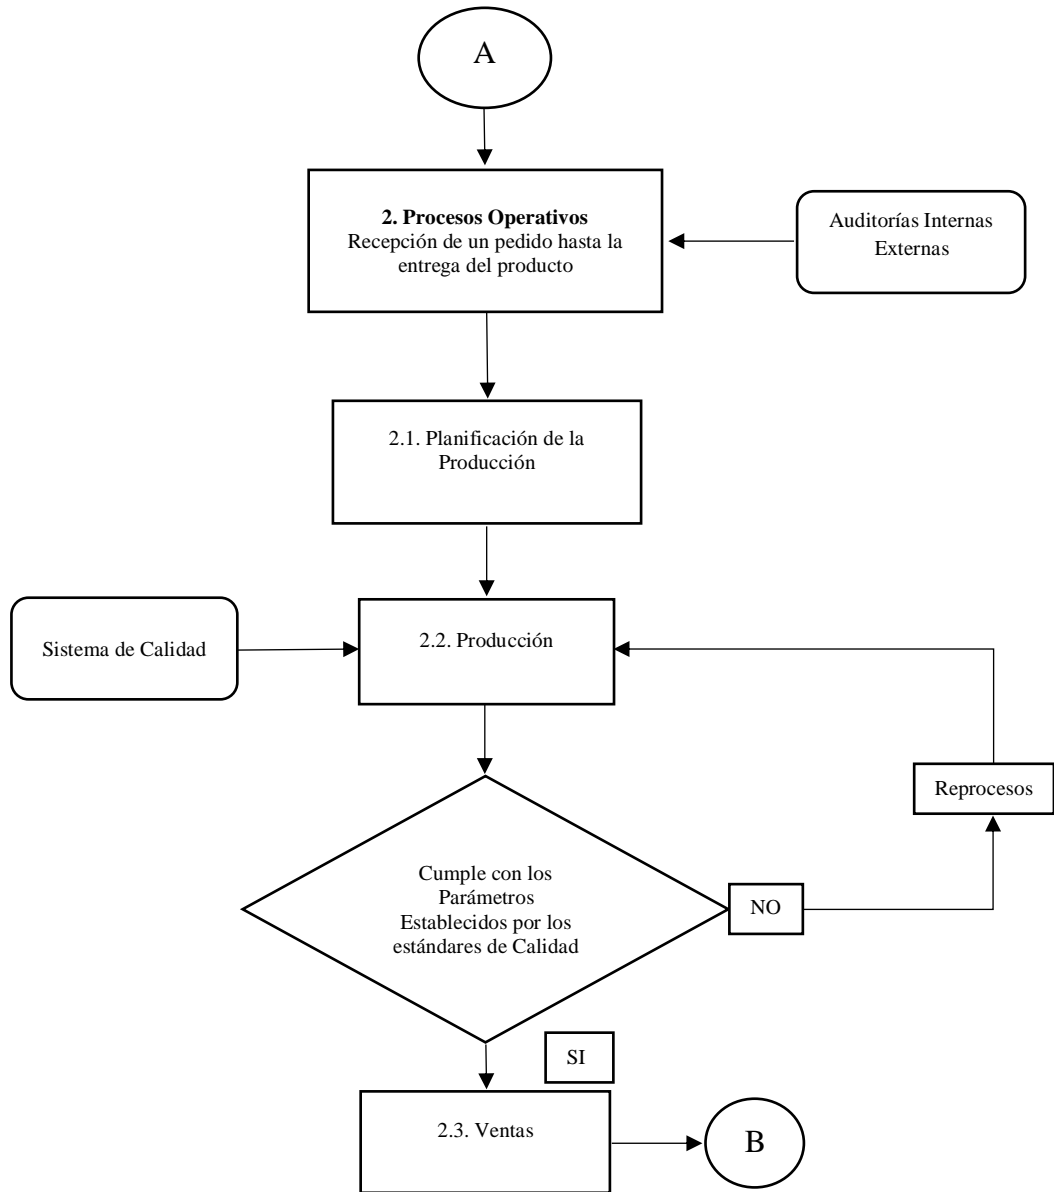 A
2. Procesos Operativos
Recepción de un pedido hasta la
entrega del producto
Auditorías Internas
Externas
2.1. Planificación de la
Producción
Sistema de Calidad
2.2. Producción
Reprocesos
Cumple con los
Parámetros
Establecidos por los
estándares de Calidad
NO
SI
2.3. Ventas
B